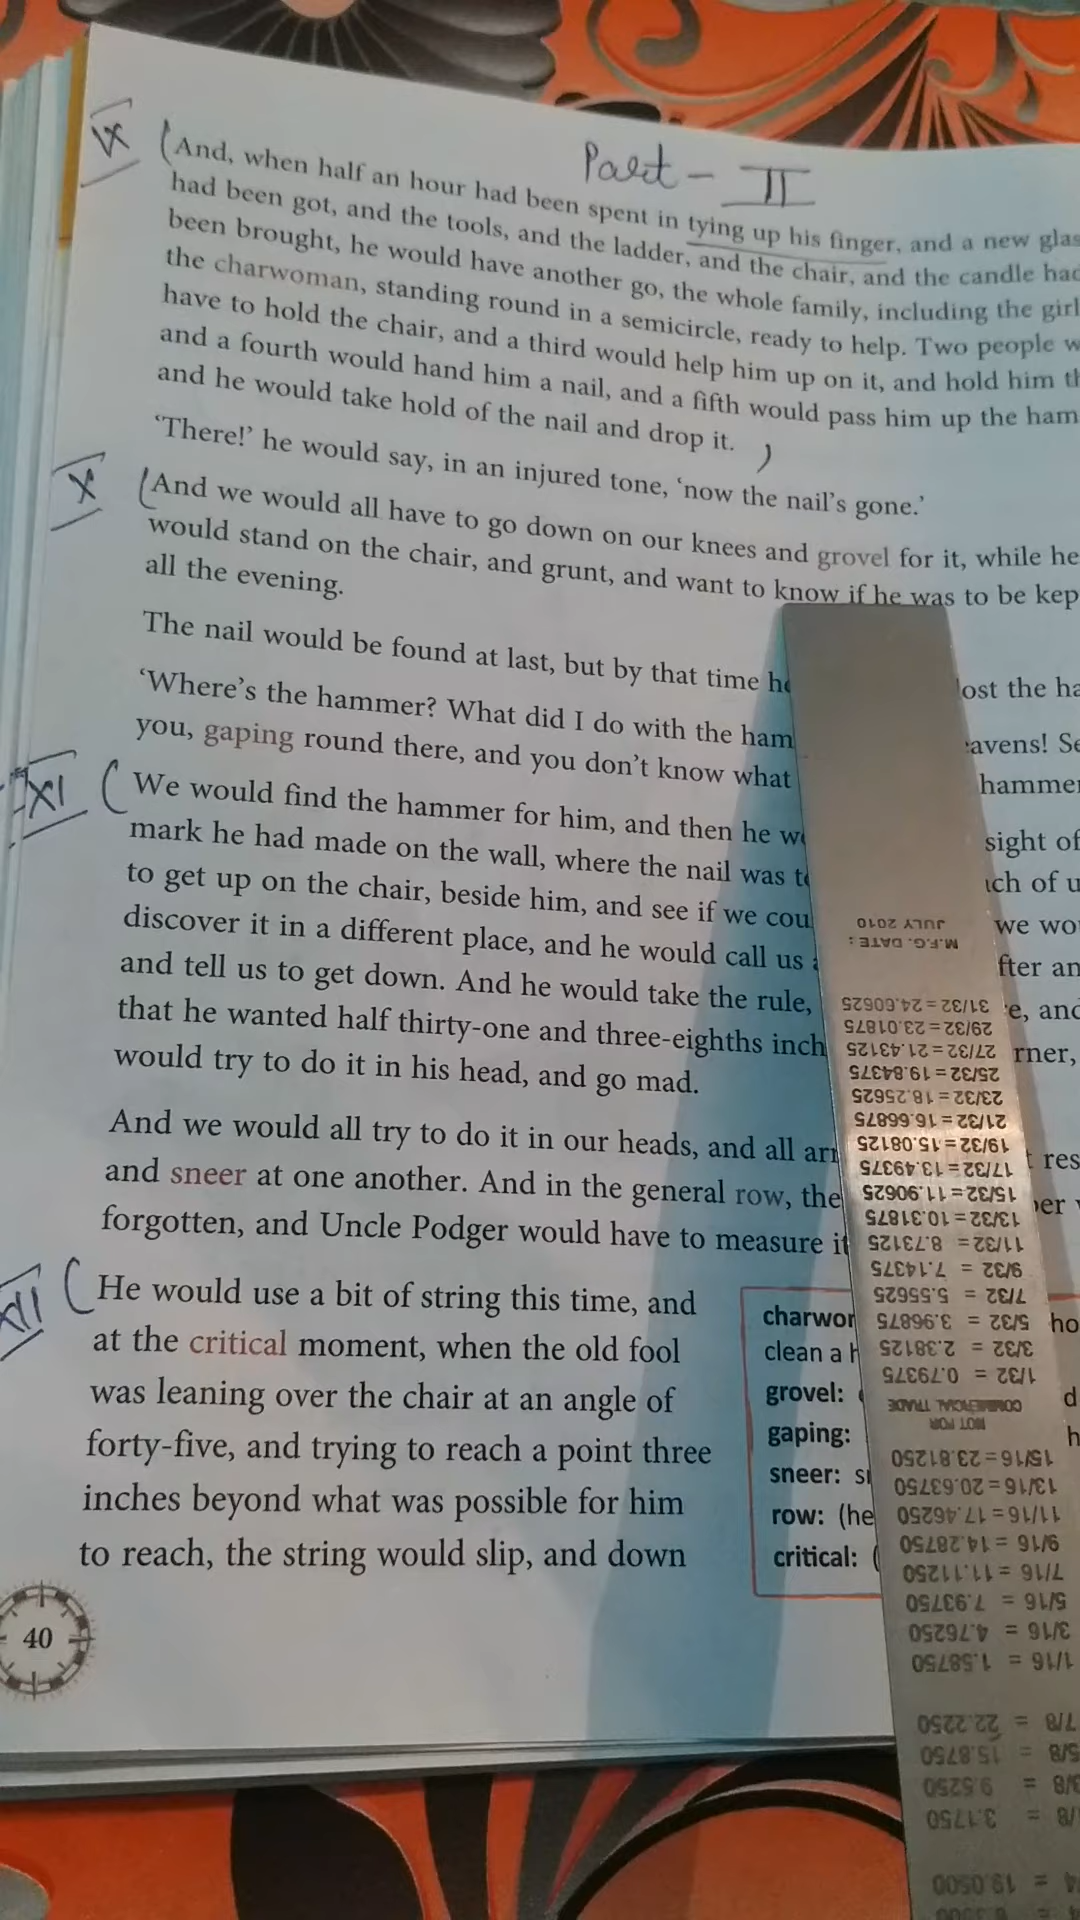 Part - II
IX (And, when half an hour had been spent in tying up his finger, and a new glas
had been got, and the tools, and the ladder, and the chair, and the candle had
been brought, he would have another go, the whole family, including the girl
the charwoman, standing round in a semicircle, ready to help. Two people w
have to hold the chair, and a third would help him up on it, and hold him th
and a fourth would hand him a nail, and a fifth would pass him up the ham
and he would take hold of the nail and drop it. )
‘There!’ he would say, in an injured tone, ‘now the nail’s gone.’
X (And we would all have to go down on our knees and grovel for it, while he
would stand on the chair, and grunt, and want to know if he was to be kep
all the evening.
The nail would be found at last, but by that time he ost the ha
‘Where’s the hammer? What did I do with the ham avens! Se
you, gaping round there, and you don’t know what hammer
XI (We would find the hammer for him, and then he w sight of
mark he had made on the wall, where the nail was t ch of u
to get up on the chair, beside him, and see if we cou we wo
discover it in a different place, and he would call us fter an
and tell us to get down. And he would take the rule, e, and
that he wanted half thirty-one and three-eighths inch rner,
would try to do it in his head, and go mad.
And we would all try to do it in our heads, and all arr t res
and sneer at one another. And in the general row, the er
forgotten, and Uncle Podger would have to measure it
XII (He would use a bit of string this time, and
at the critical moment, when the old fool
was leaning over the chair at an angle of
forty-five, and trying to reach a point three
inches beyond what was possible for him
to reach, the string would slip, and down
charwor ho
clean a h
grovel: d
gaping: h
sneer: si
row: (he
critical: (
40
M.F.G. DATE :
JULY 2010
31/32 = 24.60625
29/32 = 23.01875
27/32 = 21.43125
25/32 = 19.84375
23/32 = 18.25625
21/32 = 16.66875
19/32 = 15.08125
17/32 = 13.49375
15/32 = 11.90625
13/32 = 10.31875
11/32 = 8.73125
9/32 = 7.14375
7/32 = 5.55625
5/32 = 3.96875
3/32 = 2.38125
1/32 = 0.79375
NOT FOR
COMMERCIAL TRADE
15/16 = 23.81250
13/16 = 20.63750
11/16 = 17.46250
9/16 = 14.28750
7/16 = 11.11250
5/16 = 7.93750
3/16 = 4.76250
1/16 = 1.58750
7/8 = 22.2250
5/8 = 15.8750
3/8 = 9.5250
1/8 = 3.1750
4 = 19.0500